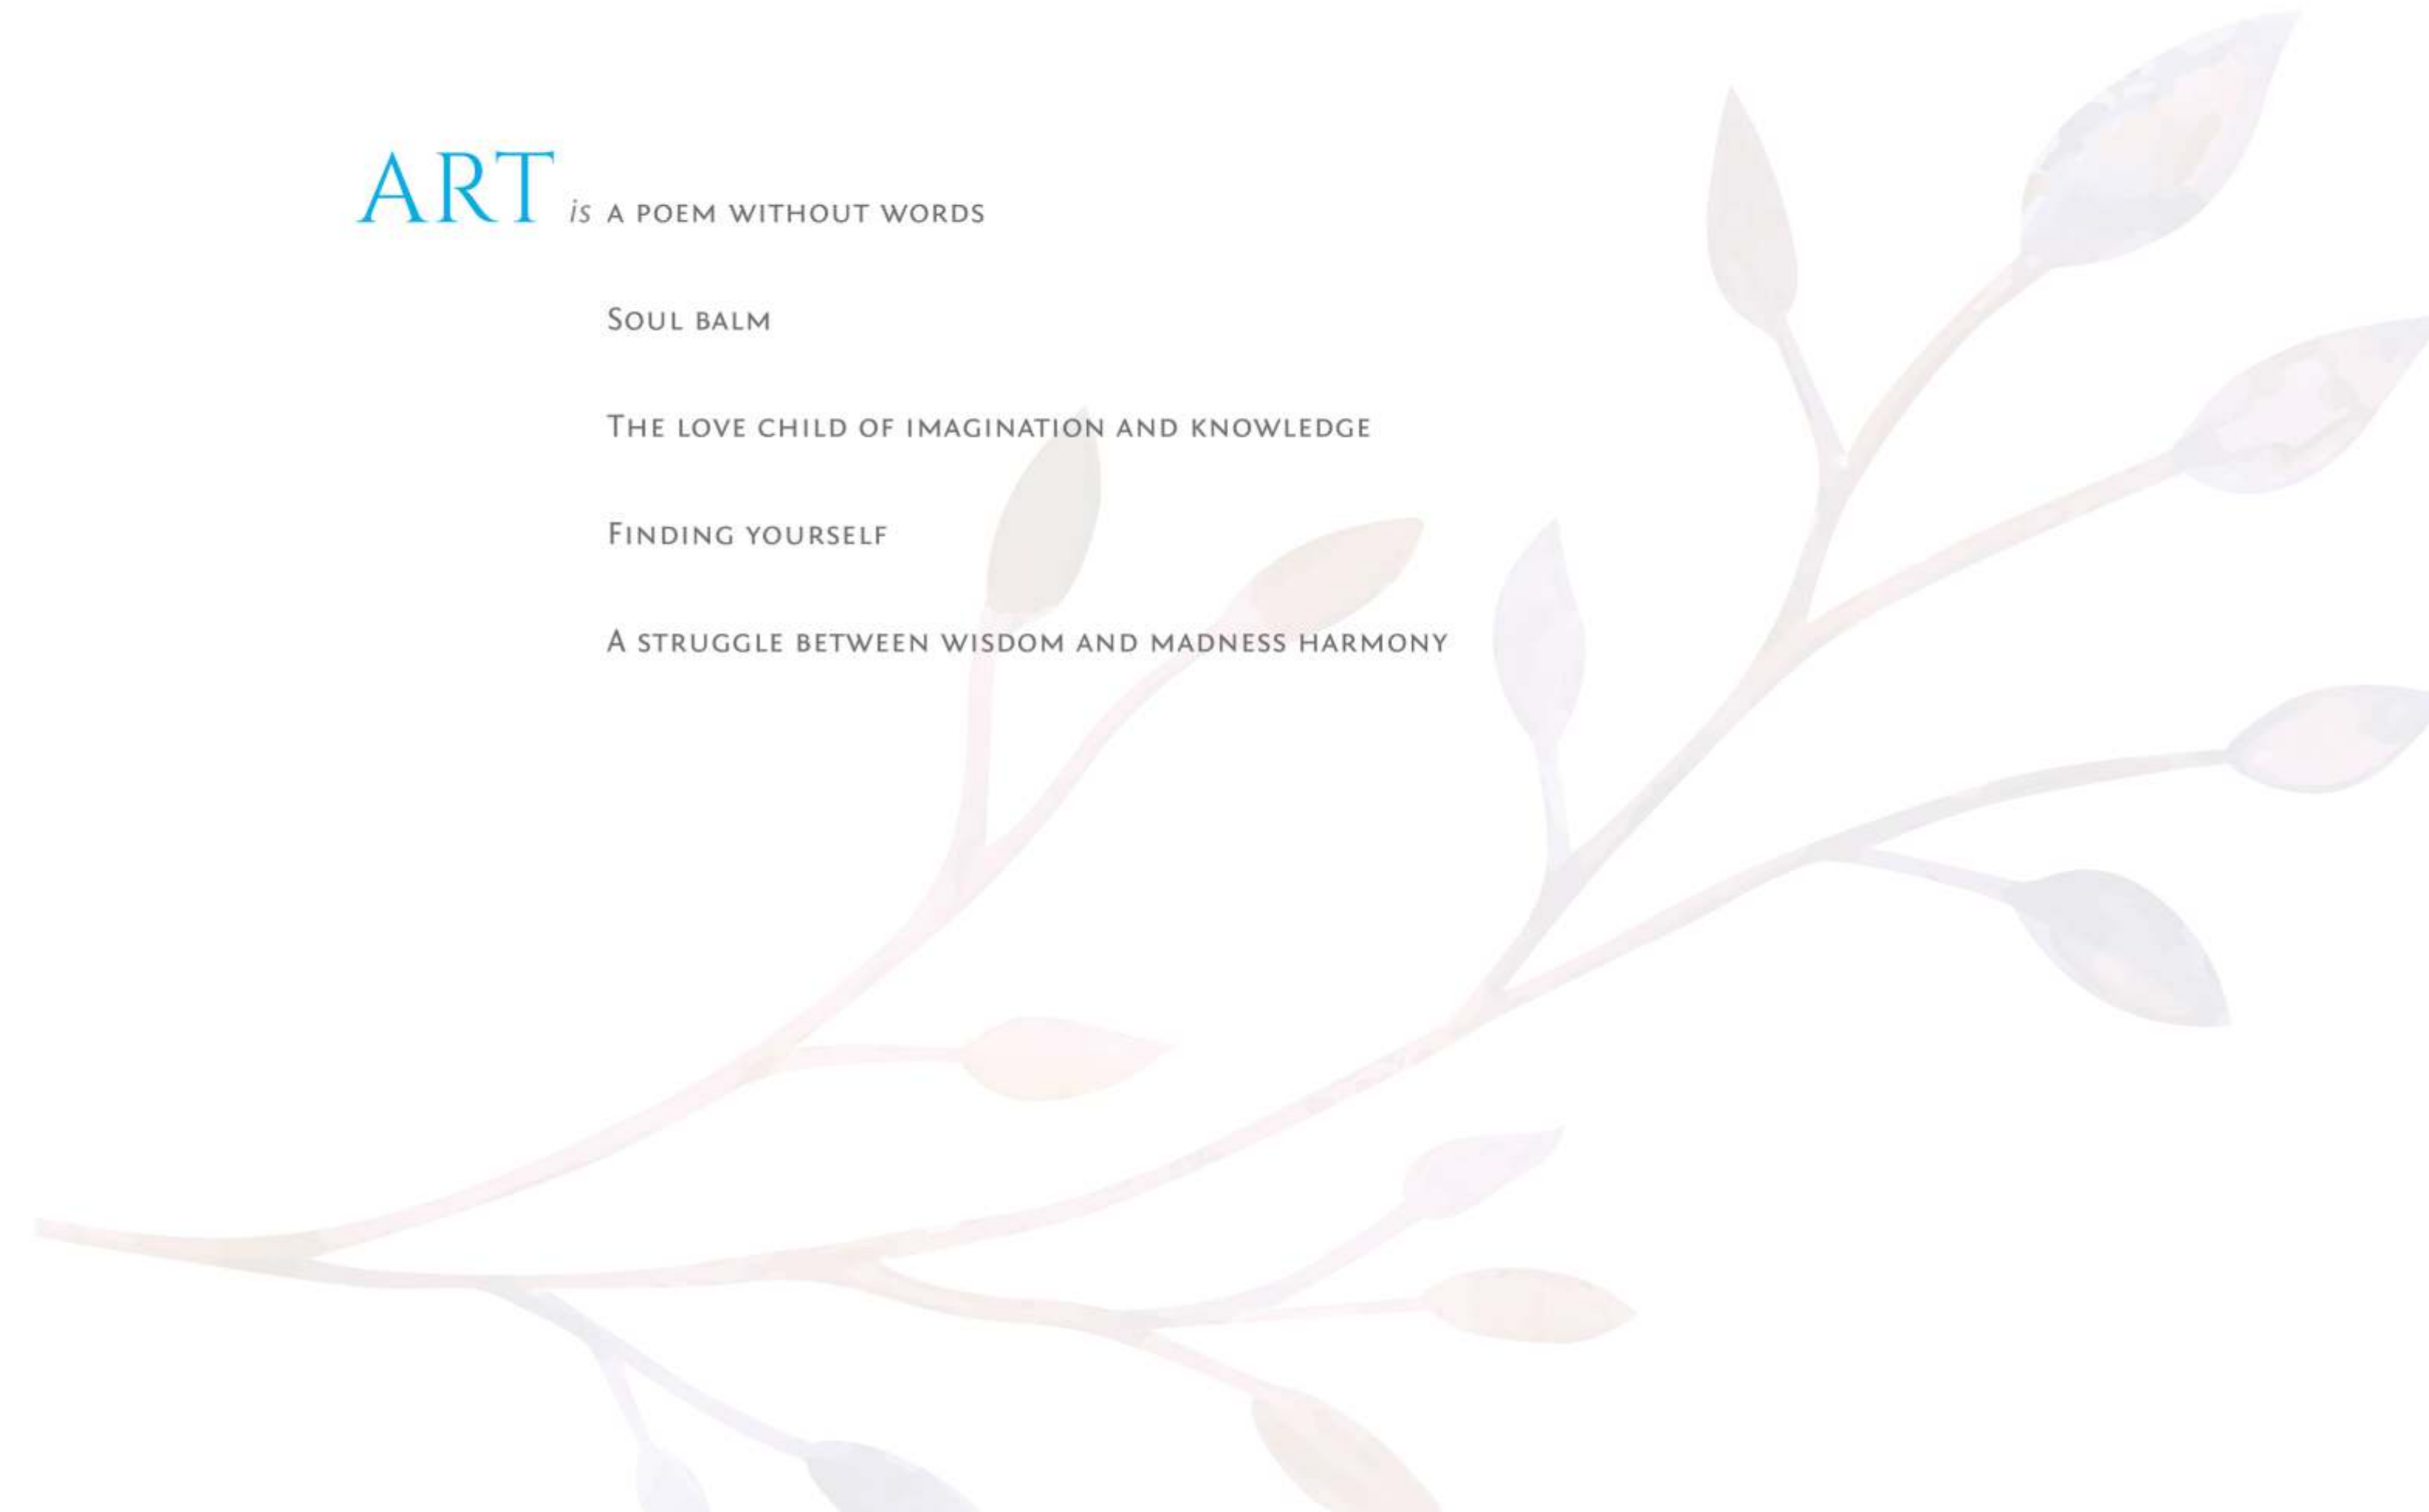 ART is A POEM WITHOUT WORDS
SOUL BALM
THE LOVE CHILD OF IMAGINATION AND KNOWLEDGE
FINDING YOURSELF
A STRUGGLE BETWEEN WISDOM AND MADNESS HARMONY